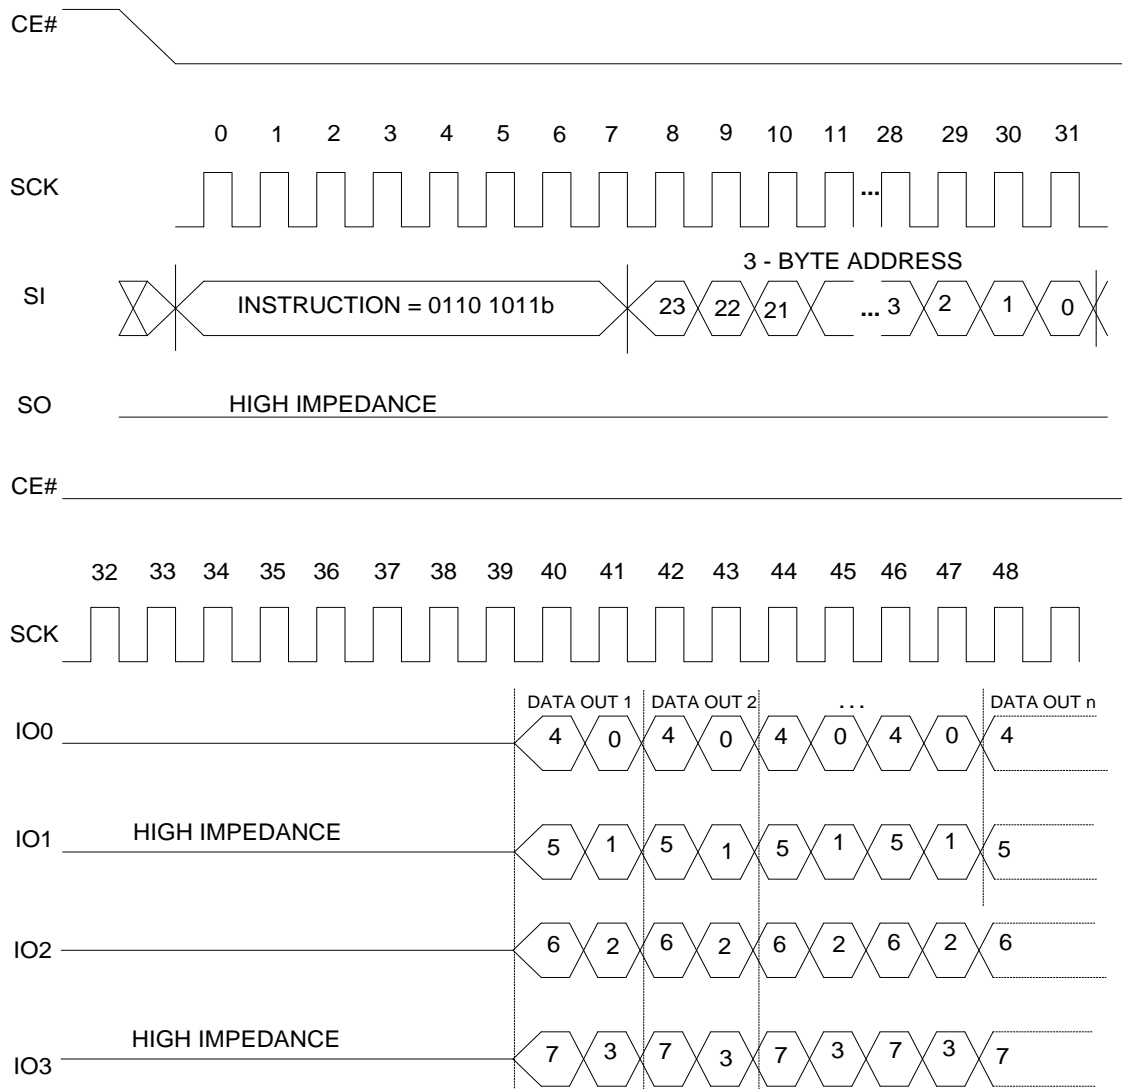 CE#
0 1 2 3 4 5 6 7 8 9 10 11 28 29 30 31
SCK ...
3 - BYTE ADDRESS
SI INSTRUCTION = 0110 1011b 23 22 21 ... 3 2 1 0
SO HIGH IMPEDANCE
CE#
32 33 34 35 36 37 38 39 40 41 42 43 44 45 46 47 48
SCK
DATA OUT 1 DATA OUT 2 ... DATA OUT n
IO0 4 0 4 0 4 0 4 0 4
IO1 HIGH IMPEDANCE 5 1 5 1 5 1 5 1 5
IO2 6 2 6 2 6 2 6 2 6
HIGH IMPEDANCE
IO3 7 3 7 3 7 3 7 3 7